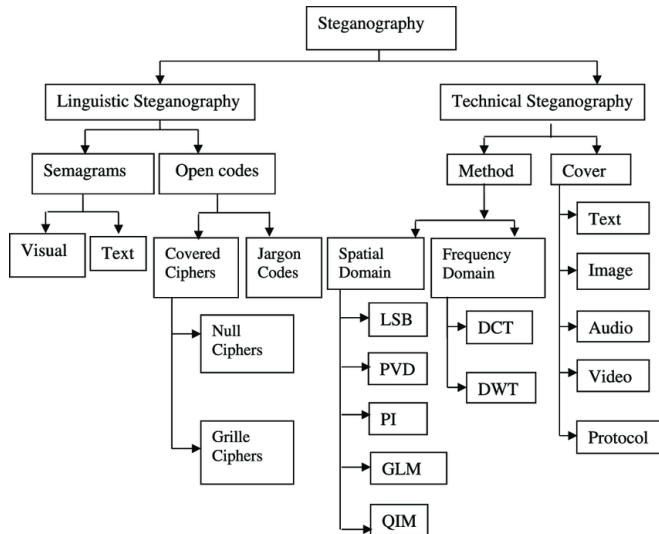 Steganography
Linguistic Steganography
Technical Steganography
Semagrams
Open codes
Method
Cover
Visual
Text
Covered
Ciphers
Jargon
Codes
Spatial
Domain
Frequency
Domain
Text
Image
Null
Ciphers
LSB
DCT
Audio
PVD
DWT
Video
PI
Grille
Ciphers
Protocol
GLM
QIM